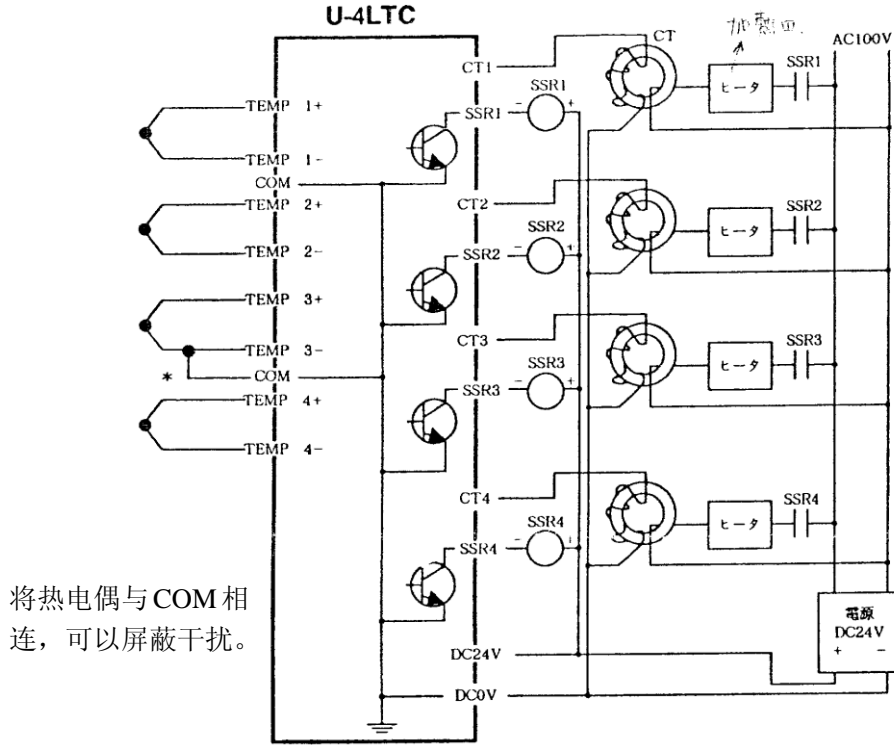 U-4LTC
CT
AC100V
CT1
SSR1
SSR1
SSR1
ヒータ
TEMP 1+
TEMP 1-
COM
CT2
SSR2
SSR2
SSR2
ヒータ
TEMP 2+
TEMP 2-
TEMP 3+
CT3
SSR3
SSR3
SSR3
ヒータ
TEMP 3-
* COM
TEMP 4+
TEMP 4-
CT4
SSR4
SSR4
SSR4
ヒータ
将热电偶与COM相
连，可以屏蔽干扰。
電源
DC24V
+ -
DC24V
DC0V